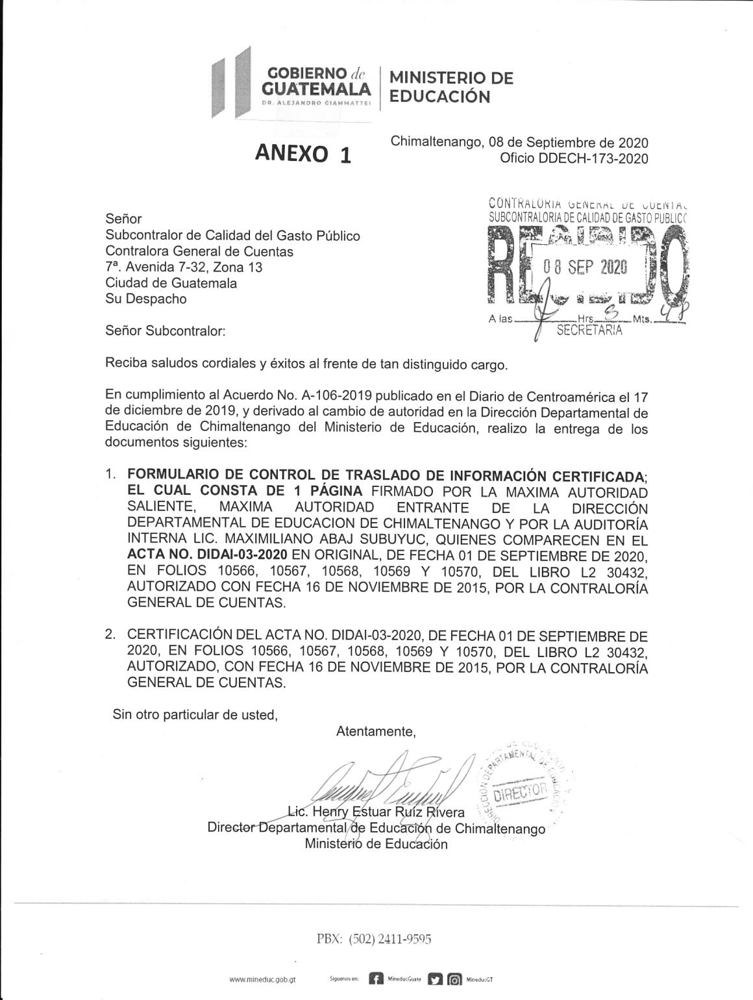 GOBIERNO de
GUATEMALA
DR. ALEJANDRO GIAMMATTEI
MINISTERIO DE
EDUCACIÓN
ANEXO 1
Chimaltenango, 08 de Septiembre de 2020
Oficio DDECH-173-2020
CONTRALORIA GENERAL DE CUENTAS
SUBCONTRALORIA DE CALIDAD DE GASTO PUBLICO
RECIBIDO
08 SEP 2020
A las Hrs. 3 Mts. 48
SECRETARIA
Señor
Subcontralor de Calidad del Gasto Público
Contralora General de Cuentas
7ª. Avenida 7-32, Zona 13
Ciudad de Guatemala
Su Despacho
Señor Subcontralor:
Reciba saludos cordiales y éxitos al frente de tan distinguido cargo.
En cumplimiento al Acuerdo No. A-106-2019 publicado en el Diario de Centroamérica el 17
de diciembre de 2019, y derivado al cambio de autoridad en la Dirección Departamental de
Educación de Chimaltenango del Ministerio de Educación, realizo la entrega de los
documentos siguientes:
1. FORMULARIO DE CONTROL DE TRASLADO DE INFORMACIÓN CERTIFICADA;
EL CUAL CONSTA DE 1 PÁGINA FIRMADO POR LA MAXIMA AUTORIDAD
SALIENTE, MAXIMA AUTORIDAD ENTRANTE DE LA DIRECCIÓN
DEPARTAMENTAL DE EDUCACION DE CHIMALTENANGO Y POR LA AUDITORÍA
INTERNA LIC. MAXIMILIANO ABAJ SUBUYUC, QUIENES COMPARECEN EN EL
ACTA NO. DIDAI-03-2020 EN ORIGINAL, DE FECHA 01 DE SEPTIEMBRE DE 2020,
EN FOLIOS 10566, 10567, 10568, 10569 Y 10570, DEL LIBRO L2 30432,
AUTORIZADO CON FECHA 16 DE NOVIEMBRE DE 2015, POR LA CONTRALORÍA
GENERAL DE CUENTAS.
2. CERTIFICACIÓN DEL ACTA NO. DIDAI-03-2020, DE FECHA 01 DE SEPTIEMBRE DE
2020, EN FOLIOS 10566, 10567, 10568, 10569 Y 10570, DEL LIBRO L2 30432,
AUTORIZADO, CON FECHA 16 DE NOVIEMBRE DE 2015, POR LA CONTRALORÍA
GENERAL DE CUENTAS.
Sin otro particular de usted,
Atentamente,
DIRECCIÓN DEPARTAMENTAL DE EDUCACIÓN
DIRECTOR
Lic. Henry Estuar Ruíz Rivera
Director Departamental de Educación de Chimaltenango
Ministerio de Educación
PBX: (502) 2411-9595
www.mineduc.gob.gt
Síguenos en:
MineducGuate
MineducGT